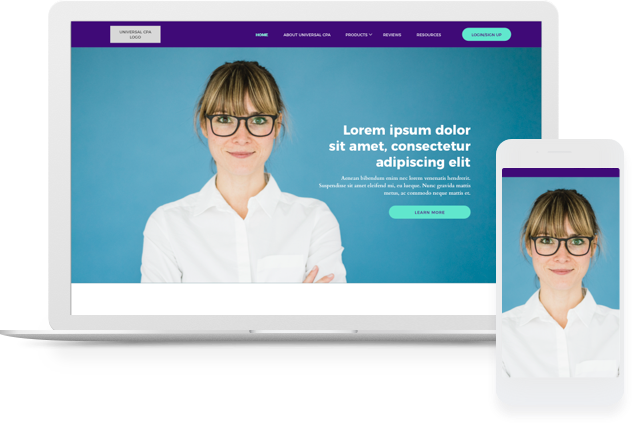 UNIVERSAL CPA
LOGO
HOME
ABOUT UNIVERSAL CPA
PRODUCTS
REVIEWS
RESOURCES
LOGIN/SIGN UP
Lorem ipsum dolor
sit amet, consectetur
adipiscing elit
Aenean bibendum enim nec lorem venenatis hendrerit.
Suspendisse sit amet eleifend mi, eu luctus. Nunc gravida mattis
metus, ac commodo neque mattis et.
LEARN MORE